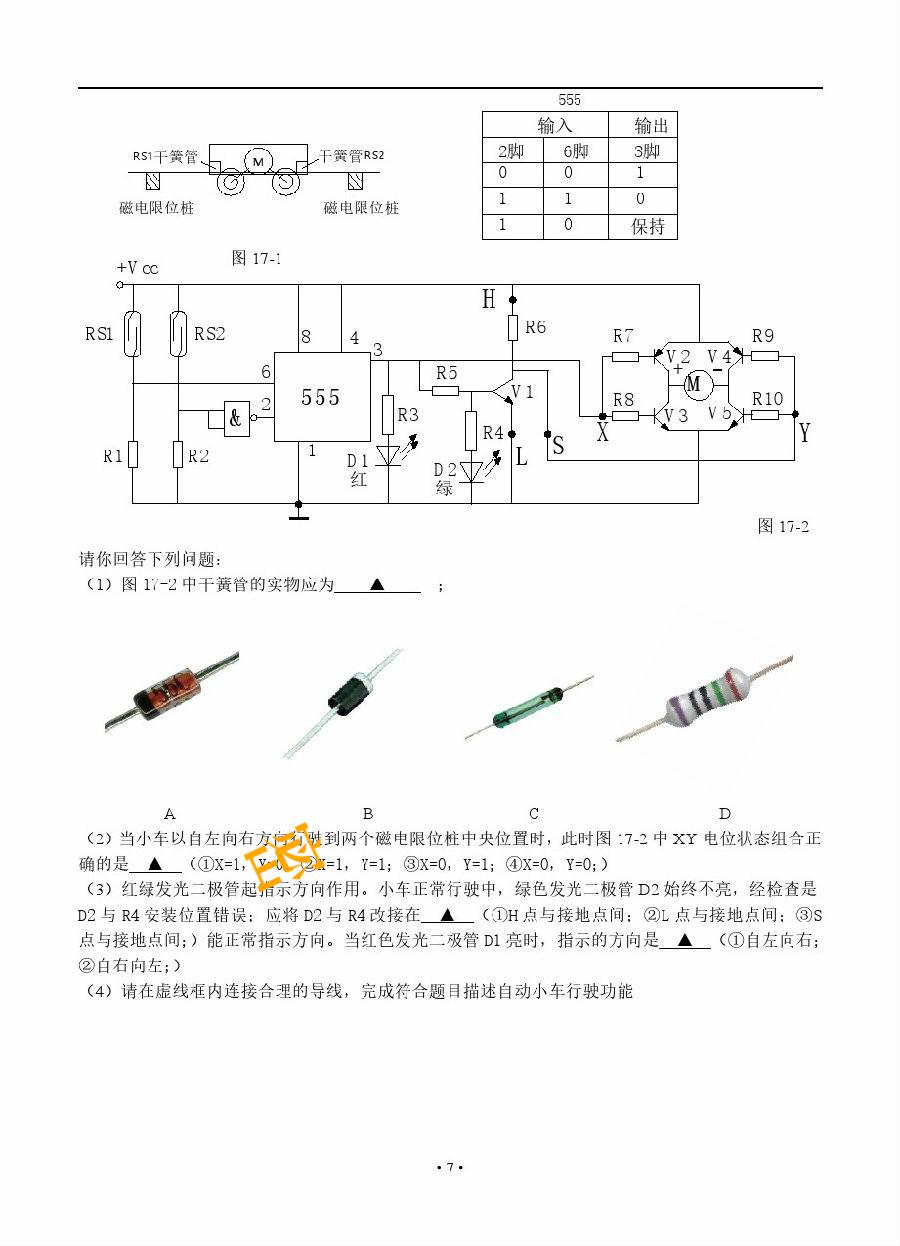 555
输入 输出
2脚 6脚 3脚
0 0 1
1 1 0
1 0 保持
RS1干簧管 M 干簧管RS2
磁电限位桩 磁电限位桩
图 17-1
+Vcc
H
RS1 RS2 8 4 R6 R7 R9
3
6 R5 V2 V4
555 V1 + M -
& 2 R3 R8 R10
R4 V3 V5
R1 R2 1 D1 L S X Y
红 D2
绿
图 17-2
请你回答下列问题：
（1）图 17-2 中干簧管的实物应为 ▲ ；
A B C D
（2）当小车以自左向右方向行驶到两个磁电限位桩中央位置时，此时图 17-2 中 XY 电位状态组合正
确的是 ▲ （①X=1，Y=0；②X=1，Y=1；③X=0，Y=1；④X=0，Y=0；）
（3）红绿发光二极管起指示方向作用。小车正常行驶中，绿色发光二极管 D2 始终不亮，经检查是
D2 与 R4 安装位置错误；应将 D2 与 R4 改接在 ▲ （①H 点与接地点间；②L 点与接地点间；③S
点与接地点间；）能正常指示方向。当红色发光二极管 D1 亮时，指示的方向是 ▲ （①自左向右；
②自右向左；）
（4）请在虚线框内连接合理的导线，完成符合题目描述自动小车行驶功能
• 7 •